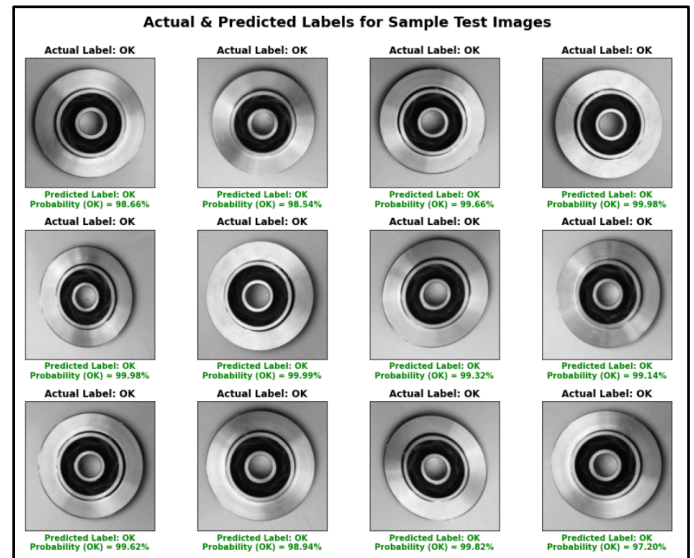 Actual & Predicted Labels for Sample Test Images
Actual Label: OK
Actual Label: OK
Actual Label: OK
Actual Label: OK
Predicted Label: OK
Probability (OK) = 98.66%
Predicted Label: OK
Probability (OK) = 98.54%
Predicted Label: OK
Probability (OK) = 99.66%
Predicted Label: OK
Probability (OK) = 99.98%
Actual Label: OK
Actual Label: OK
Actual Label: OK
Actual Label: OK
Predicted Label: OK
Probability (OK) = 99.98%
Predicted Label: OK
Probability (OK) = 99.99%
Predicted Label: OK
Probability (OK) = 99.32%
Predicted Label: OK
Probability (OK) = 99.14%
Actual Label: OK
Actual Label: OK
Actual Label: OK
Actual Label: OK
Predicted Label: OK
Probability (OK) = 99.62%
Predicted Label: OK
Probability (OK) = 98.94%
Predicted Label: OK
Probability (OK) = 99.82%
Predicted Label: OK
Probability (OK) = 97.20%